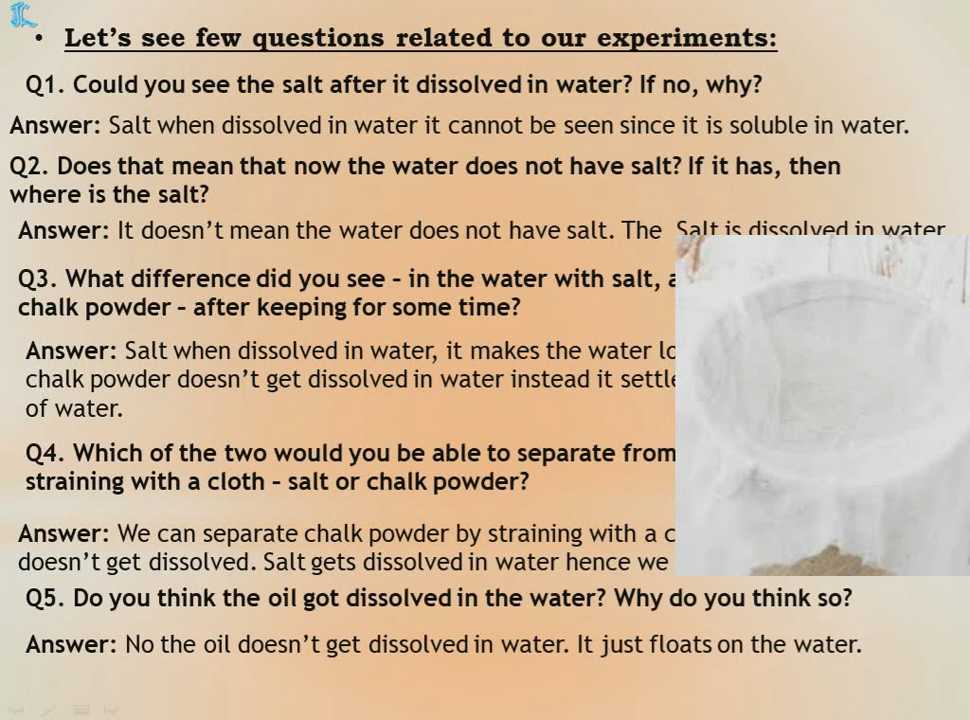 • Let's see few questions related to our experiments:
Q1. Could you see the salt after it dissolved in water? If no, why?
Answer: Salt when dissolved in water it cannot be seen since it is soluble in water.
Q2. Does that mean that now the water does not have salt? If it has, then
where is the salt?
Answer: It doesn't mean the water does not have salt. The Salt is dissolved in water
Q3. What difference did you see – in the water with salt,
chalk powder – after keeping for some time?
Answer: Salt when dissolved in water, it makes the water
chalk powder doesn't get dissolved in water instead it
of water.
Q4. Which of the two would you be able to separate from
straining with a cloth – salt or chalk powder?
Answer: We can separate chalk powder by straining with a
doesn't get dissolved. Salt gets dissolved in water hence we
Q5. Do you think the oil got dissolved in the water? Why do you think so?
Answer: No the oil doesn't get dissolved in water. It just floats on the water.